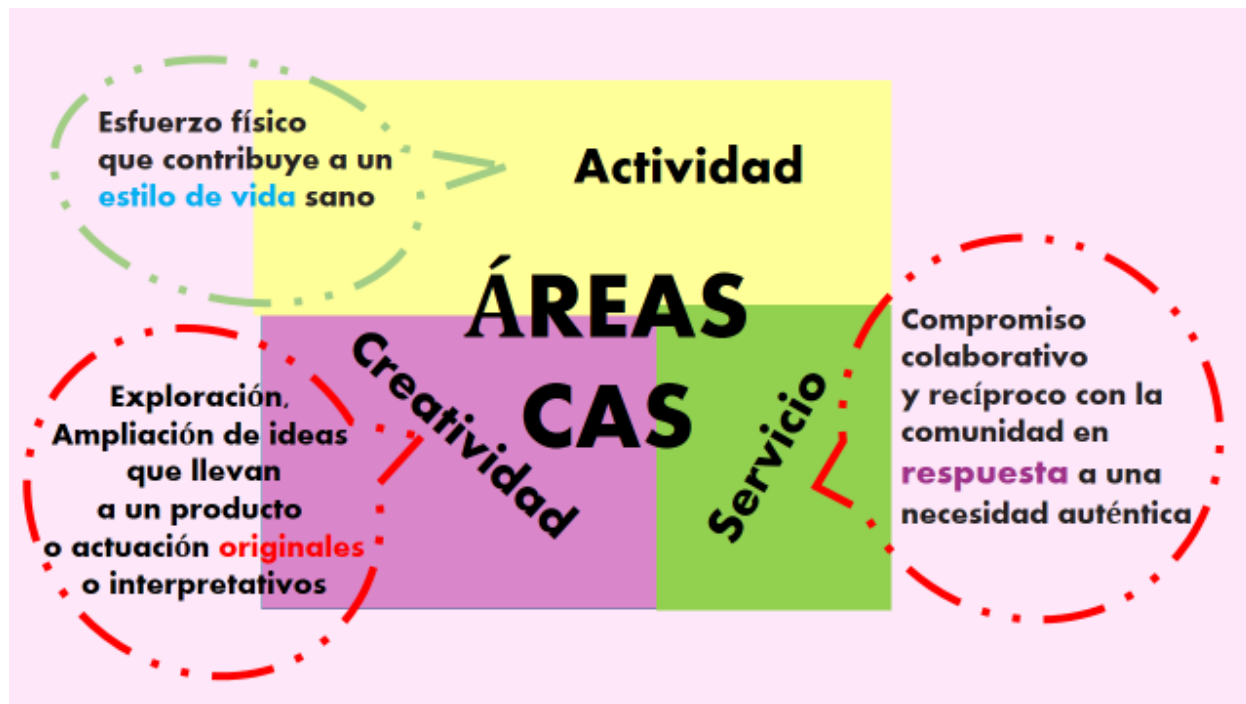 Esfuerzo físico
que contribuye a un
estilo de vida sano
Actividad
ÁREAS
CAS
Creatividad
Servicio
Exploración,
Ampliación de ideas
que llevan
a un producto
o actuación originales
o interpretativos
Compromiso
colaborativo
y recíproco con la
comunidad en
respuesta a una
necesidad auténtica